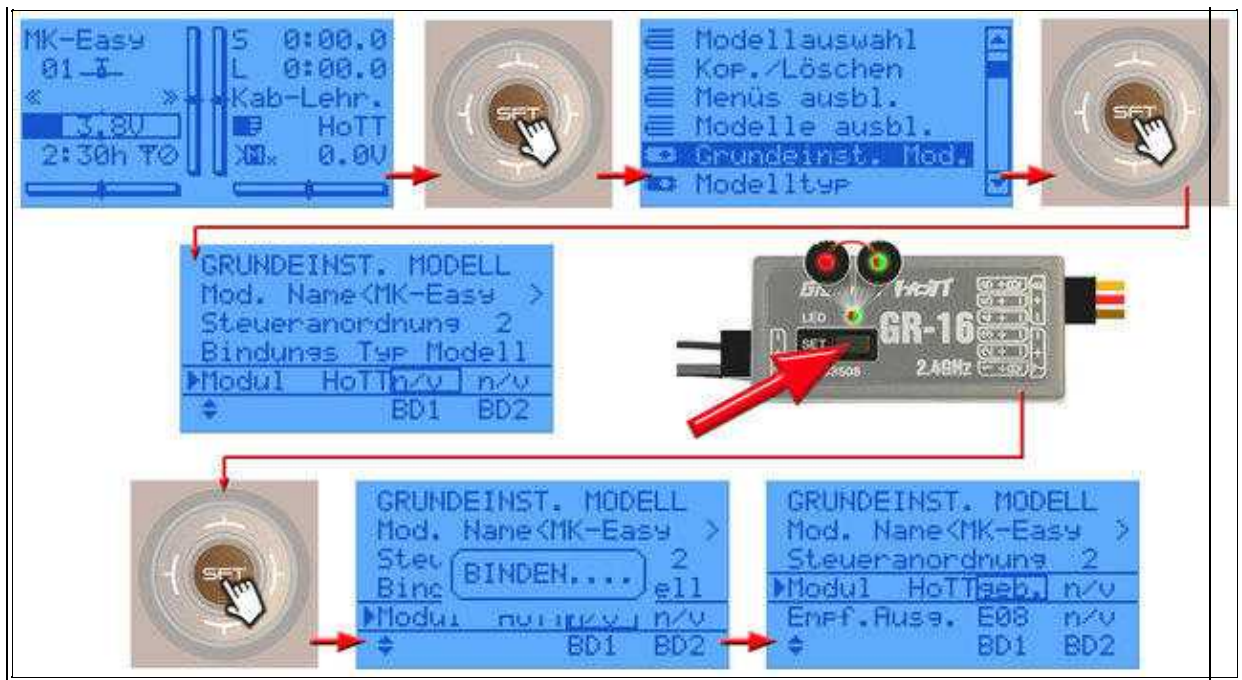 MK-Easy
01
« »
3.8V
2:30h
S 0:00.0
L 0:00.0
Kab-Lehr.
HoTT
0.0V
SET
Modellauswahl
Kop./Löschen
Menüs ausbl.
Modelle ausbl.
Grundeinst. Mod.
Modelltyp
SET
GRUNDEINST. MODELL
Mod. Name<MK-Easy >
Steueranordnung 2
Bindungs Typ Modell
Modul HoTT n/v n/v
BD1 BD2
HoTT
LED
GR-16
SET
2.4GHz
SET
GRUNDEINST. MODELL
Mod. Name<MK-Easy >
Steu 2
BINDEN....
Bind ell
Modul n/v n/v
BD1 BD2
GRUNDEINST. MODELL
Mod. Name<MK-Easy >
Steueranordnung 2
Modul HoTT geb. n/v
Empf.Ausg. E08 n/v
BD1 BD2